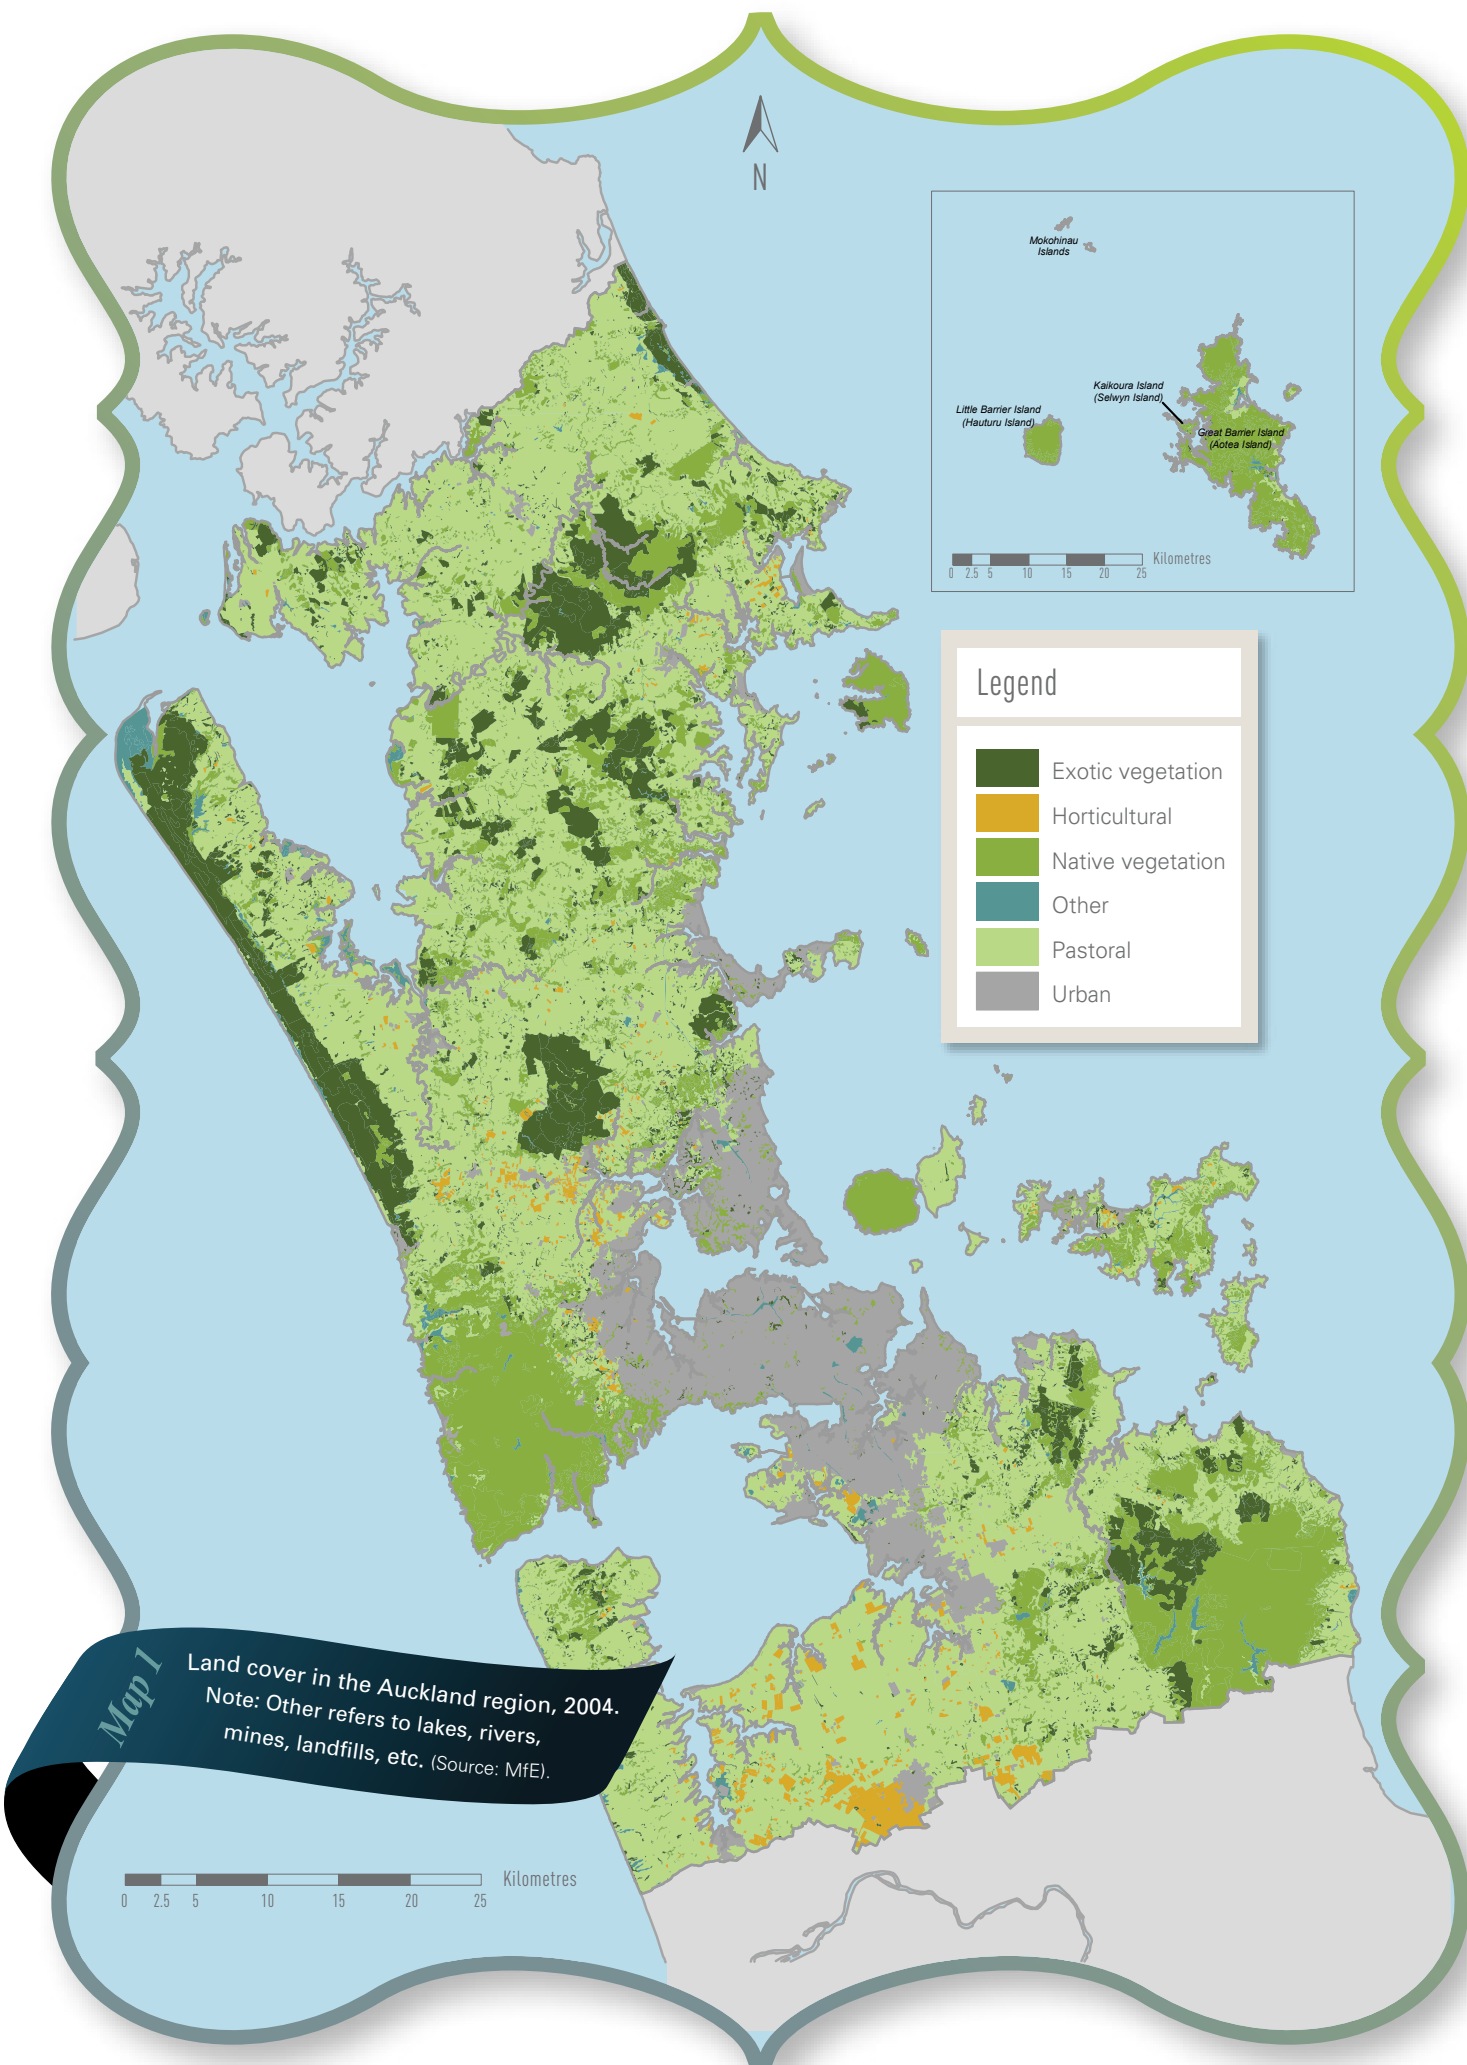 N
Mokohinau
Islands
Kaikoura Island
(Selwyn Island)
Little Barrier Island
(Hauturu Island)
Great Barrier Island
(Aotea Island)
Kilometres
0 2.5 5 10 15 20 25
Legend
Exotic vegetation
Horticultural
Native vegetation
Other
Pastoral
Urban
Map 1
Land cover in the Auckland region, 2004.
Note: Other refers to lakes, rivers,
mines, landfills, etc. (Source: MfE).
Kilometres
0 2.5 5 10 15 20 25